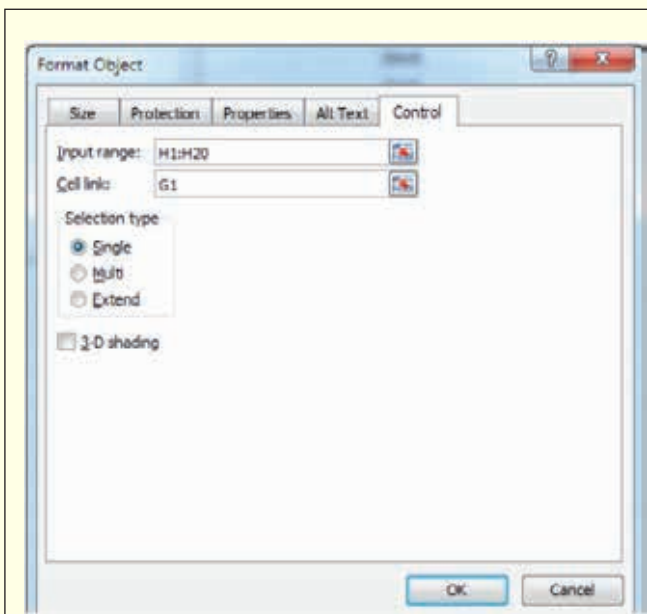 Format Object
Size Protection Properties Alt Text Control
Input range: H1:H20
Cell link: G1
Selection type
Single
Multi
Extend
3-D shading
OK Cancel